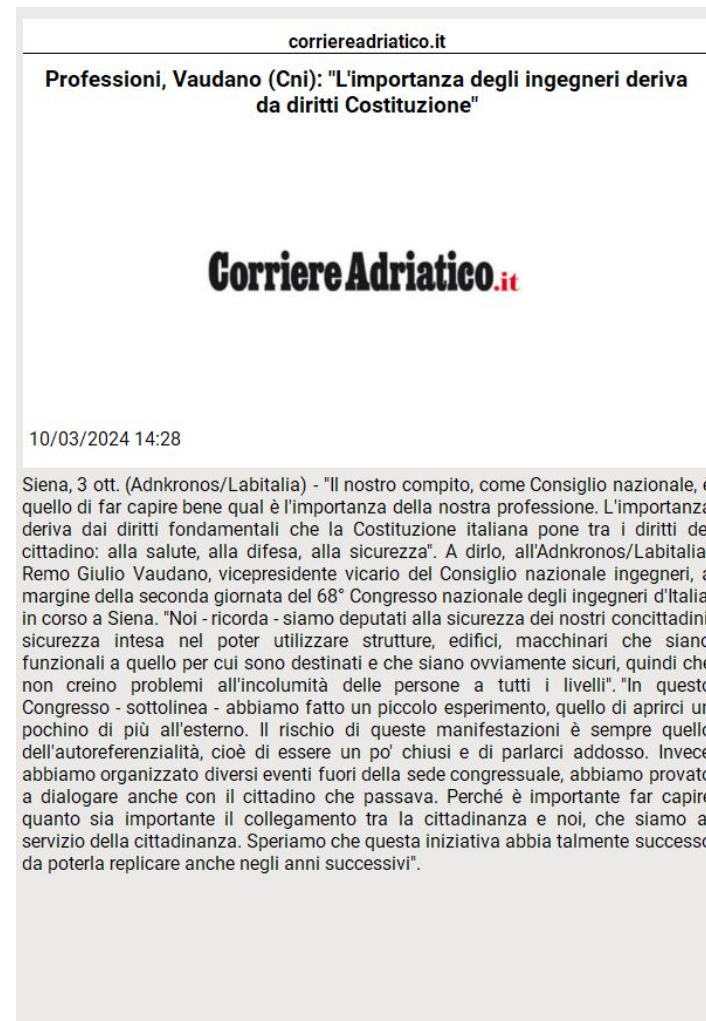 corriereadriatico.it
Professioni, Vaudano (Cni): "L'importanza degli ingegneri deriva
da diritti Costituzione"
Corriere Adriatico.it
10/03/2024 14:28
Siena, 3 ott. (Adnkronos/Labitalia) - "Il nostro compito, come Consiglio nazionale, è
quello di far capire bene qual è l'importanza della nostra professione. L'importanza
deriva dai diritti fondamentali che la Costituzione italiana pone tra i diritti de
cittadino: alla salute, alla difesa, alla sicurezza". A dirlo, all'Adnkronos/Labitalia
Remo Giulio Vaudano, vicepresidente vicario del Consiglio nazionale ingegneri, a
margine della seconda giornata del 68° Congresso nazionale degli ingegneri d'Italia
in corso a Siena. "Noi - ricorda - siamo deputati alla sicurezza dei nostri concittadini
sicurezza intesa nel poter utilizzare strutture, edifici, macchinari che siano
funzionali a quello per cui sono destinati e che siano ovviamente sicuri, quindi che
non creino problemi all'incolumità delle persone a tutti i livelli". "In questo
Congresso - sottolinea - abbiamo fatto un piccolo esperimento, quello di aprirci un
pochino di più all'esterno. Il rischio di queste manifestazioni è sempre quello
dell'autoreferenzialità, cioè di essere un po' chiusi e di parlarci addosso. Invece
abbiamo organizzato diversi eventi fuori della sede congressuale, abbiamo provato
a dialogare anche con il cittadino che passava. Perché è importante far capire
quanto sia importante il collegamento tra la cittadinanza e noi, che siamo a
servizio della cittadinanza. Speriamo che questa iniziativa abbia talmente successo
da poterla replicare anche negli anni successivi".